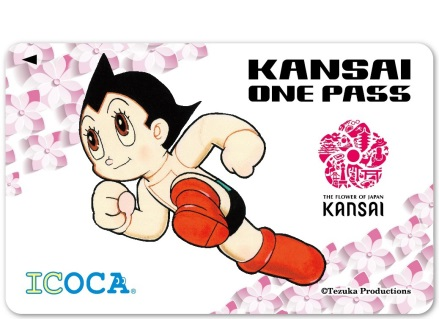 KANSAI
ONE PASS
THE FLOWER OF JAPAN
KANSAI
ICOCA®
©Tezuka Productions